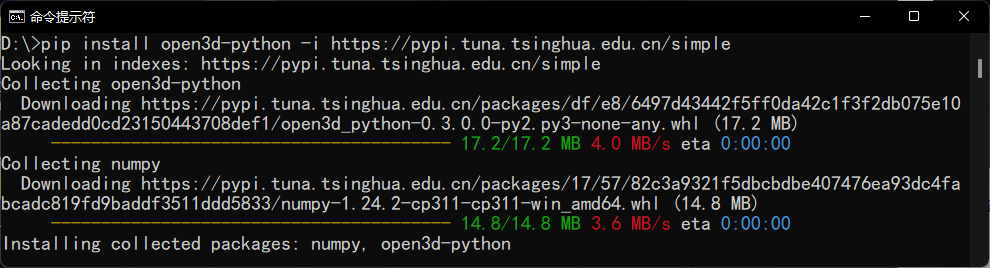 命令提示符
D:\>pip install open3d-python -i https://pypi.tuna.tsinghua.edu.cn/simple
Looking in indexes: https://pypi.tuna.tsinghua.edu.cn/simple
Collecting open3d-python
  Downloading https://pypi.tuna.tsinghua.edu.cn/packages/df/e8/6497d43442f5ff0da42c1f3f2db075e10
a87cadedd0cd23150443708def1/open3d_python-0.3.0.0-py2.py3-none-any.whl (17.2 MB)
     ---------------------------------------- 17.2/17.2 MB 4.0 MB/s eta 0:00:00
Collecting numpy
  Downloading https://pypi.tuna.tsinghua.edu.cn/packages/17/57/82c3a9321f5dbcbdbe407476ea93dc4fa
bcadc819fd9baddf3511ddd5833/numpy-1.24.2-cp311-cp311-win_amd64.whl (14.8 MB)
     ---------------------------------------- 14.8/14.8 MB 3.6 MB/s eta 0:00:00
Installing collected packages: numpy, open3d-python